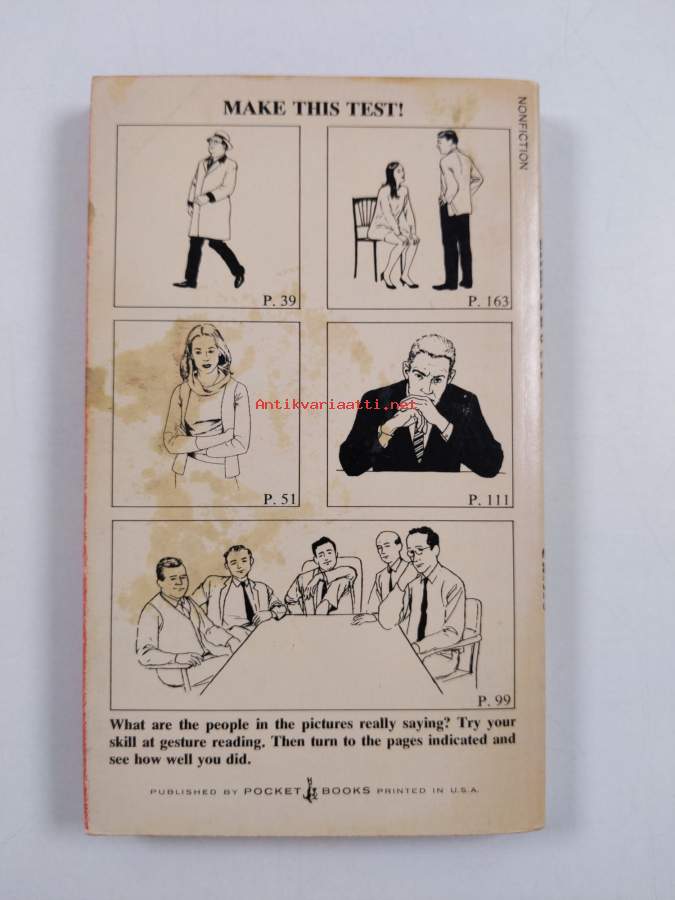 MAKE THIS TEST!
NONFICTION
P. 39
P. 163
Antikvariaatti.net
P. 51
P. 111
P. 99
What are the people in the pictures really saying? Try your
skill at gesture reading. Then turn to the pages indicated and
see how well you did.
PUBLISHED BY POCKET BOOKS PRINTED IN U.S.A.